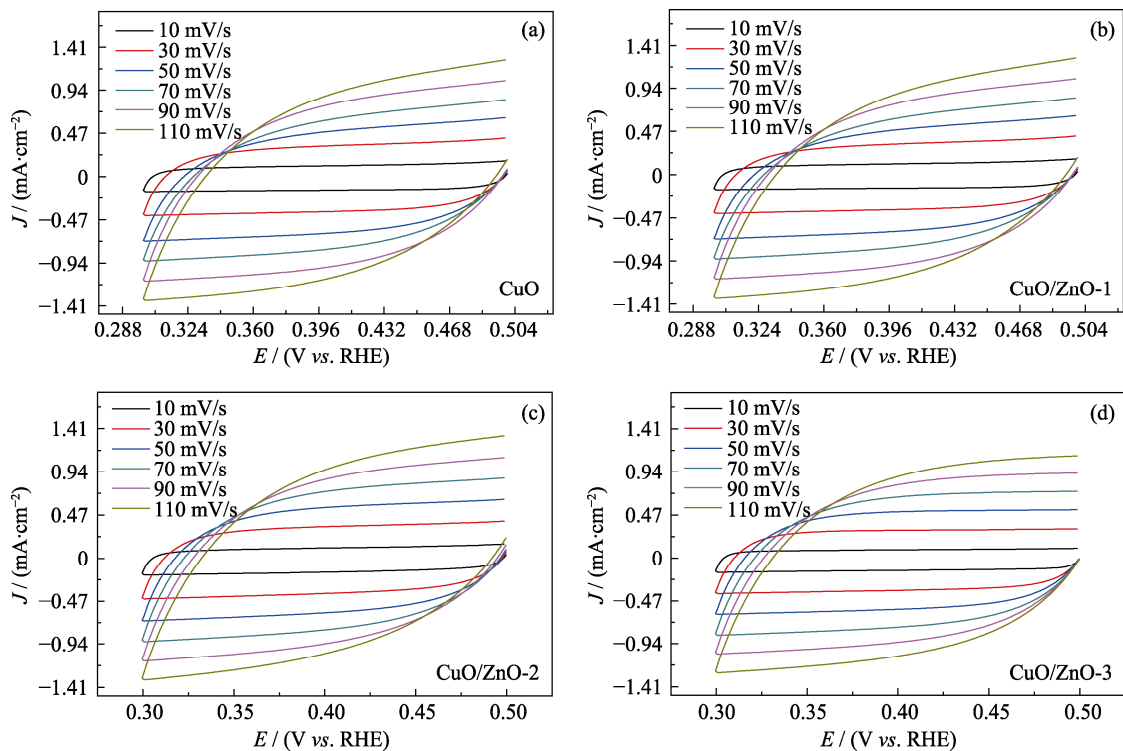 (a)
10 mV/s
30 mV/s
50 mV/s
70 mV/s
90 mV/s
110 mV/s
1.41
0.94
0.47
0
−0.47
−0.94
−1.41
J / (mA·cm⁻²)
CuO
0.288 0.324 0.360 0.396 0.432 0.468 0.504
E / (V vs. RHE)
(b)
10 mV/s
30 mV/s
50 mV/s
70 mV/s
90 mV/s
110 mV/s
1.41
0.94
0.47
0
−0.47
−0.94
−1.41
J / (mA·cm⁻²)
CuO/ZnO-1
0.288 0.324 0.360 0.396 0.432 0.468 0.504
E / (V vs. RHE)
(c)
10 mV/s
30 mV/s
50 mV/s
70 mV/s
90 mV/s
110 mV/s
1.41
0.94
0.47
0
−0.47
−0.94
−1.41
J / (mA·cm⁻²)
CuO/ZnO-2
0.30 0.35 0.40 0.45 0.50
E / (V vs. RHE)
(d)
10 mV/s
30 mV/s
50 mV/s
70 mV/s
90 mV/s
110 mV/s
1.41
0.94
0.47
0
−0.47
−0.94
−1.41
J / (mA·cm⁻²)
CuO/ZnO-3
0.30 0.35 0.40 0.45 0.50
E / (V vs. RHE)